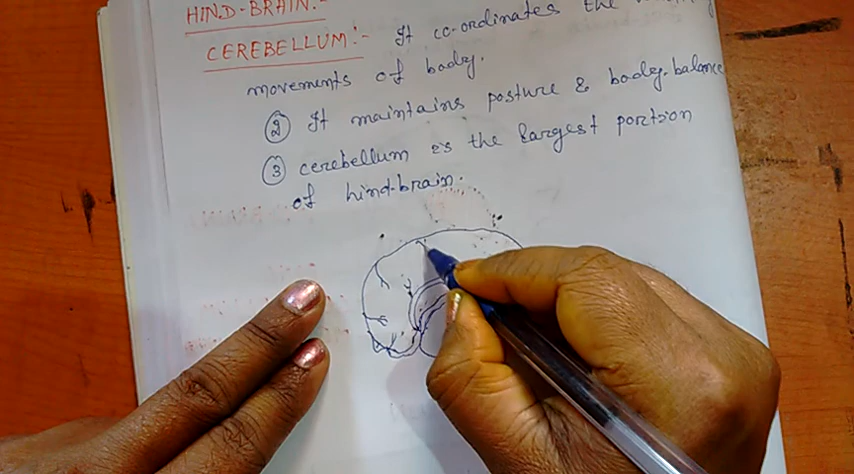 HIND-BRAIN:-
CEREBELLUM:- It co-ordinates the
movements of body.
② It maintains posture & body-balance
③ cerebellum is the largest portion
of hind-brain.